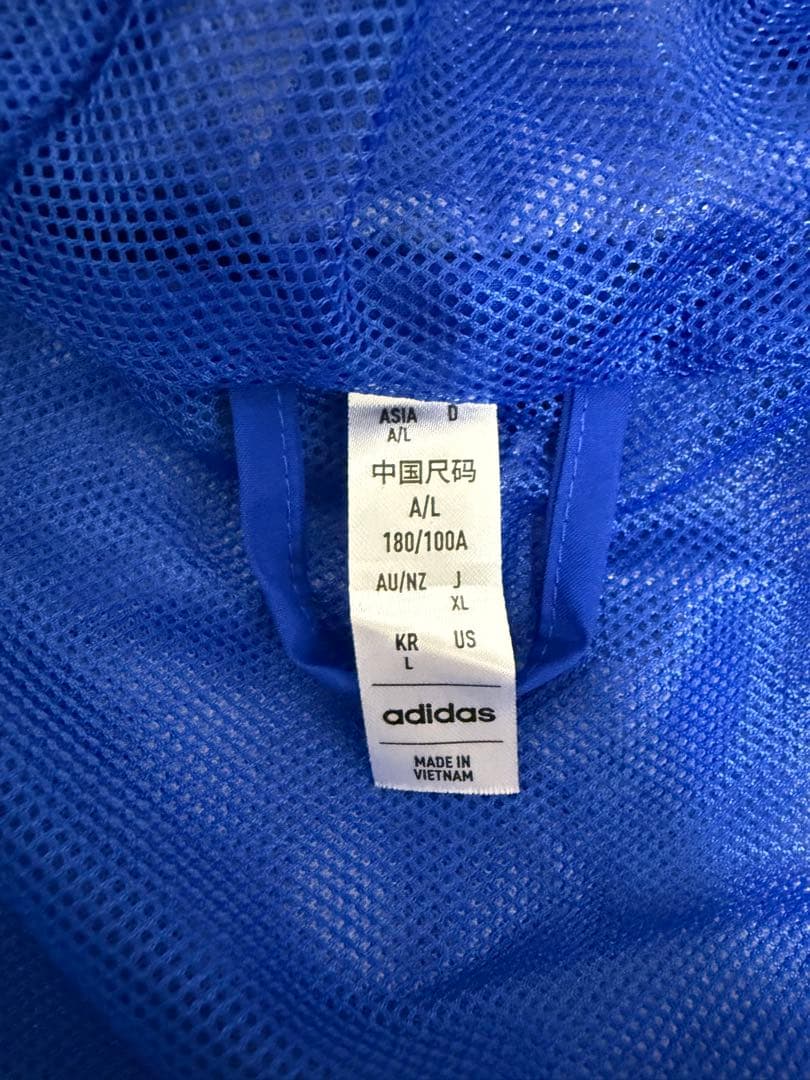 ASIA D
A/L
中国尺码
A/L
180/100A
AU/NZ J
XL
KR US
L
adidas
MADE IN
VIETNAM